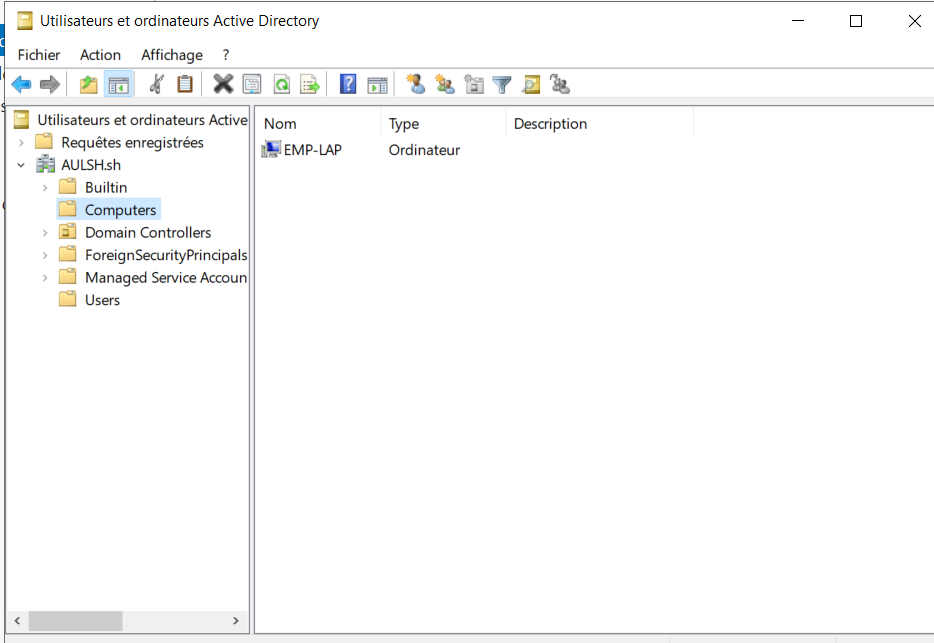 Utilisateurs et ordinateurs Active Directory
Fichier Action Affichage ?
Utilisateurs et ordinateurs Active
Requêtes enregistrées
AULSH.sh
Builtin
Computers
Domain Controllers
ForeignSecurityPrincipals
Managed Service Accoun
Users
Nom Type Description
EMP-LAP Ordinateur